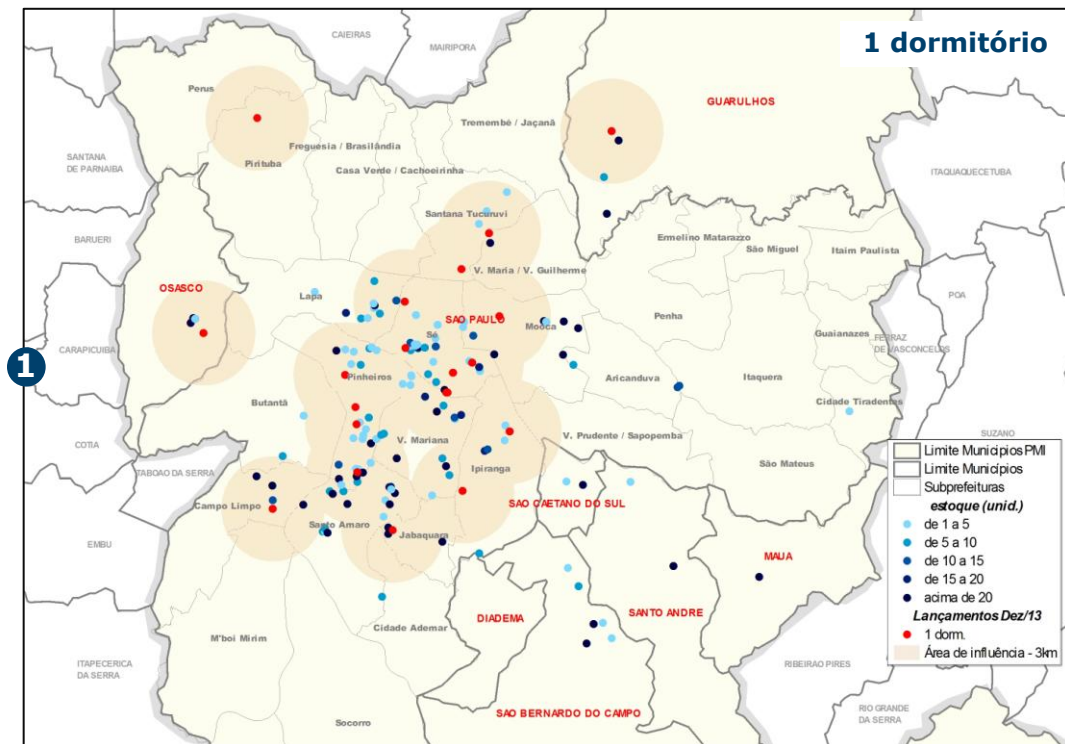 1 dormitório
CAIEIRAS
MAIRIPORA
Perus
GUARULHOS
Tremembé / Jaçanã
Freguesia / Brasilândia
SANTANA
DE PARNAIBA
Pirituba
Casa Verde / Cachoeirinha
ITAQUAQUECETUBA
Santana Tucuruvi
Ermelino Matarazzo
São Miguel
Itaim Paulista
BARUERI
V. Maria / V. Guilherme
OSASCO
Lapa
POA
SAO PAULO
Mooca
Penha
Sé
Guaianazes
FERRAZ
DE VASCONCELOS
CARAPICUIBA
1
Pinheiros
Aricanduva
Itaquera
Butantã
Cidade Tiradentes
COTIA
V. Mariana
V. Prudente / Sapopemba
SUZANO
TABOAO DA SERRA
Ipiranga
São Mateus
Campo Limpo
SAO CAETANO DO SUL
Santo Amaro
Jabaquara
EMBU
MAUA
DIADEMA
SANTO ANDRE
Cidade Ademar
M'boi Mirim
ITAPECERICA
DA SERRA
RIBEIRAO PIRES
SAO BERNARDO DO CAMPO
RIO GRANDE
DA SERRA
Socorro
Limite Municipios PMI
Limite Municípios
Subprefeituras
estoque (unid.)
de 1 a 5
de 5 a 10
de 10 a 15
de 15 a 20
acima de 20
Lançamentos Dez/13
1 dorm.
Área de influência - 3km